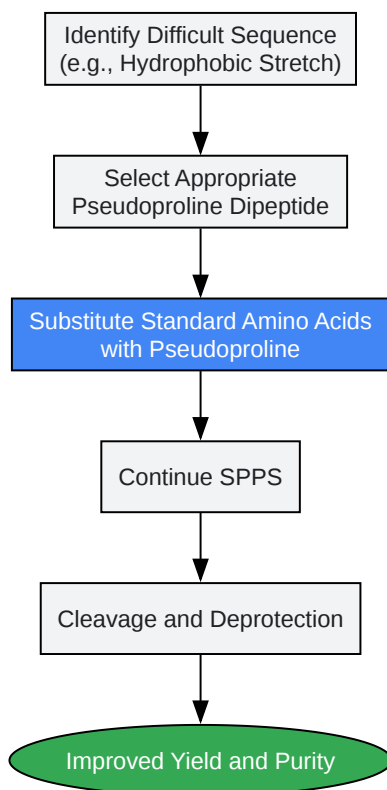 Identify Difficult Sequence
(e.g., Hydrophobic Stretch)
Select Appropriate
Pseudoproline Dipeptide
Substitute Standard Amino Acids
with Pseudoproline
Continue SPPS
Cleavage and Deprotection
Improved Yield and Purity